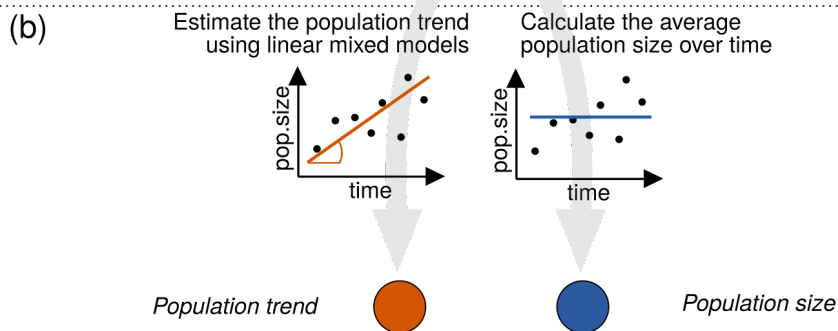 (b)
Estimate the population trend
using linear mixed models
Calculate the average
population size over time
pop.size
time
pop.size
time
Population trend
Population size